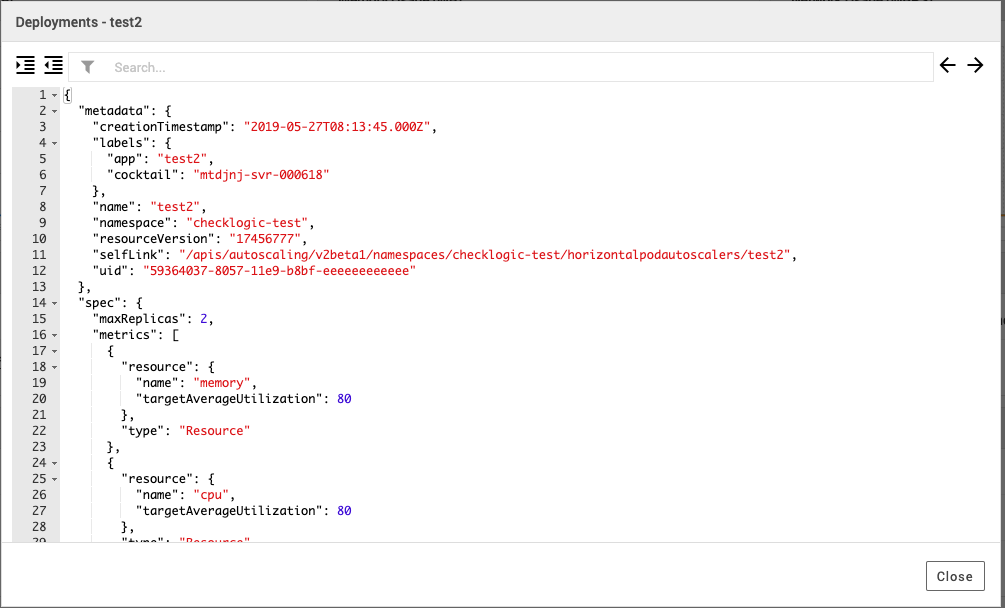 Deployments - test2
Search...
1 {
2 "metadata": {
3 "creationTimestamp": "2019-05-27T08:13:45.000Z",
4 "labels": {
5 "app": "test2",
6 "cocktail": "mtdjnj-svr-000618"
7 },
8 "name": "test2",
9 "namespace": "checklogic-test",
10 "resourceVersion": "17456777",
11 "selfLink": "/apis/autoscaling/v2beta1/namespaces/checklogic-test/horizontalpodautoscalers/test2",
12 "uid": "59364037-8057-11e9-b8bf-eeeeeeeeeeee"
13 },
14 "spec": {
15 "maxReplicas": 2,
16 "metrics": [
17 {
18 "resource": {
19 "name": "memory",
20 "targetAverageUtilization": 80
21 },
22 "type": "Resource"
23 },
24 {
25 "resource": {
26 "name": "cpu",
27 "targetAverageUtilization": 80
28 },
29 "type": "Resource"
Close